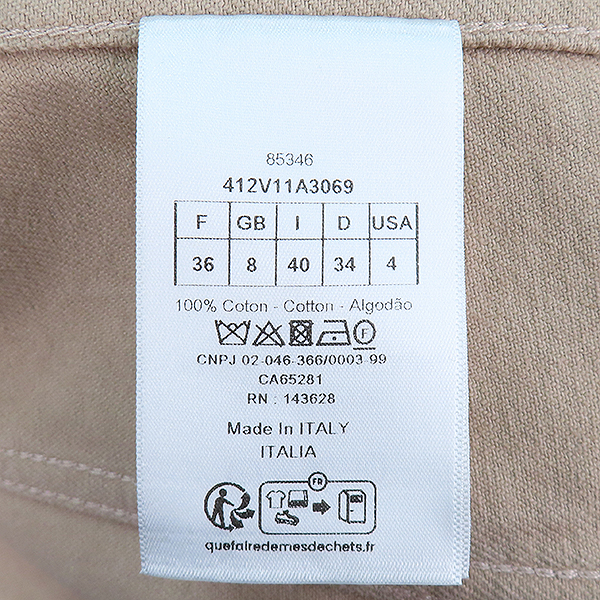 85346
412V11A3069
F GB I D USA
36 8 40 34 4
100% Coton - Cotton - Algodão
F
CNPJ 02-046-366/0003-99
CA65281
RN : 143628
Made In ITALY
ITALIA
FR
quefairedemesdechets.fr